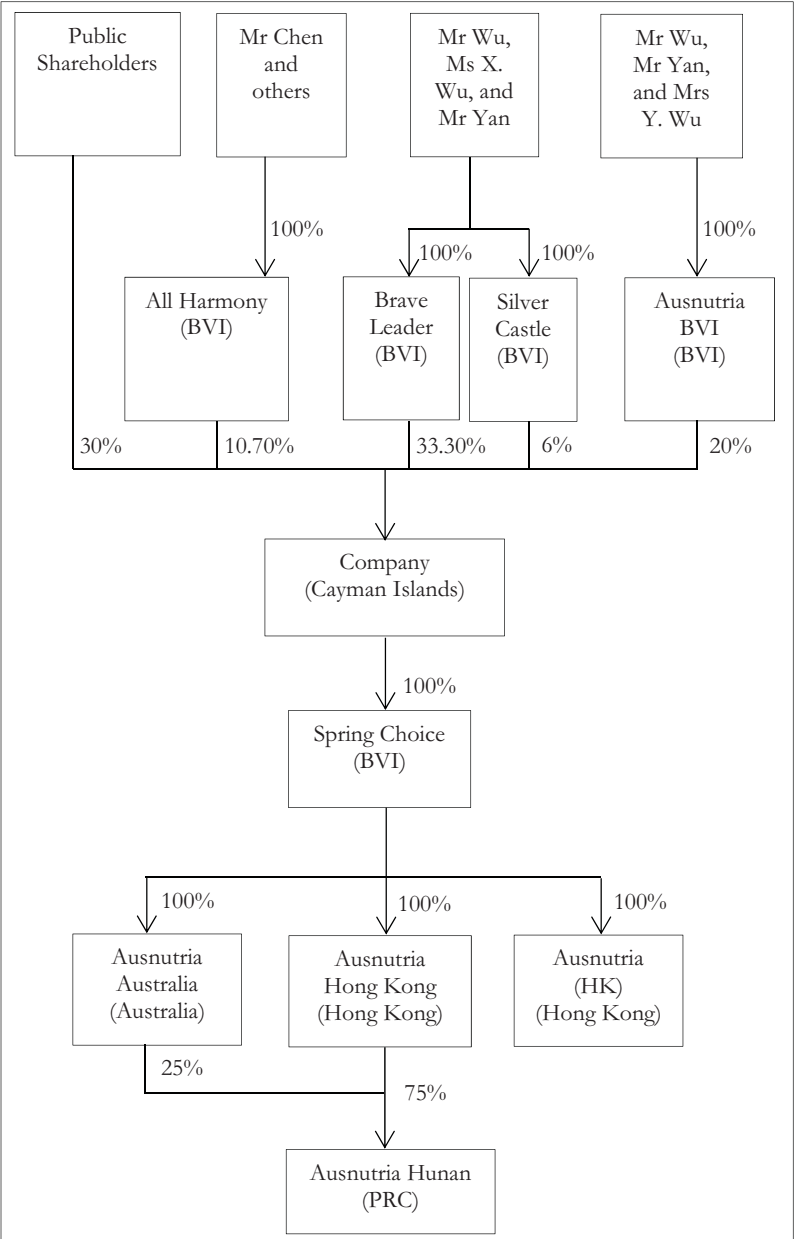 Public
Shareholders
Mr Chen
and
others
Mr Wu,
Ms X.
Wu, and
Mr Yan
Mr Wu,
Mr Yan,
and Mrs
Y. Wu
100%
100%
100%
100%
All Harmony
(BVI)
Brave
Leader
(BVI)
Silver
Castle
(BVI)
Ausnutria
BVI
(BVI)
30%
10.70%
33.30%
6%
20%
Company
(Cayman Islands)
100%
Spring Choice
(BVI)
100%
100%
100%
Ausnutria
Australia
(Australia)
Ausnutria
Hong Kong
(Hong Kong)
Ausnutria
(HK)
(Hong Kong)
25%
75%
Ausnutria Hunan
(PRC)